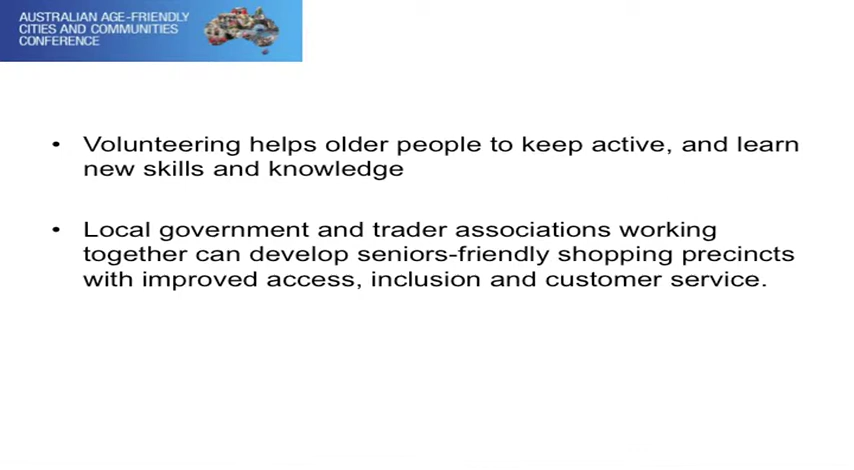 AUSTRALIAN AGE-FRIENDLY
CITIES AND COMMUNITIES
CONFERENCE
• Volunteering helps older people to keep active, and learn
new skills and knowledge
• Local government and trader associations working
together can develop seniors-friendly shopping precincts
with improved access, inclusion and customer service.